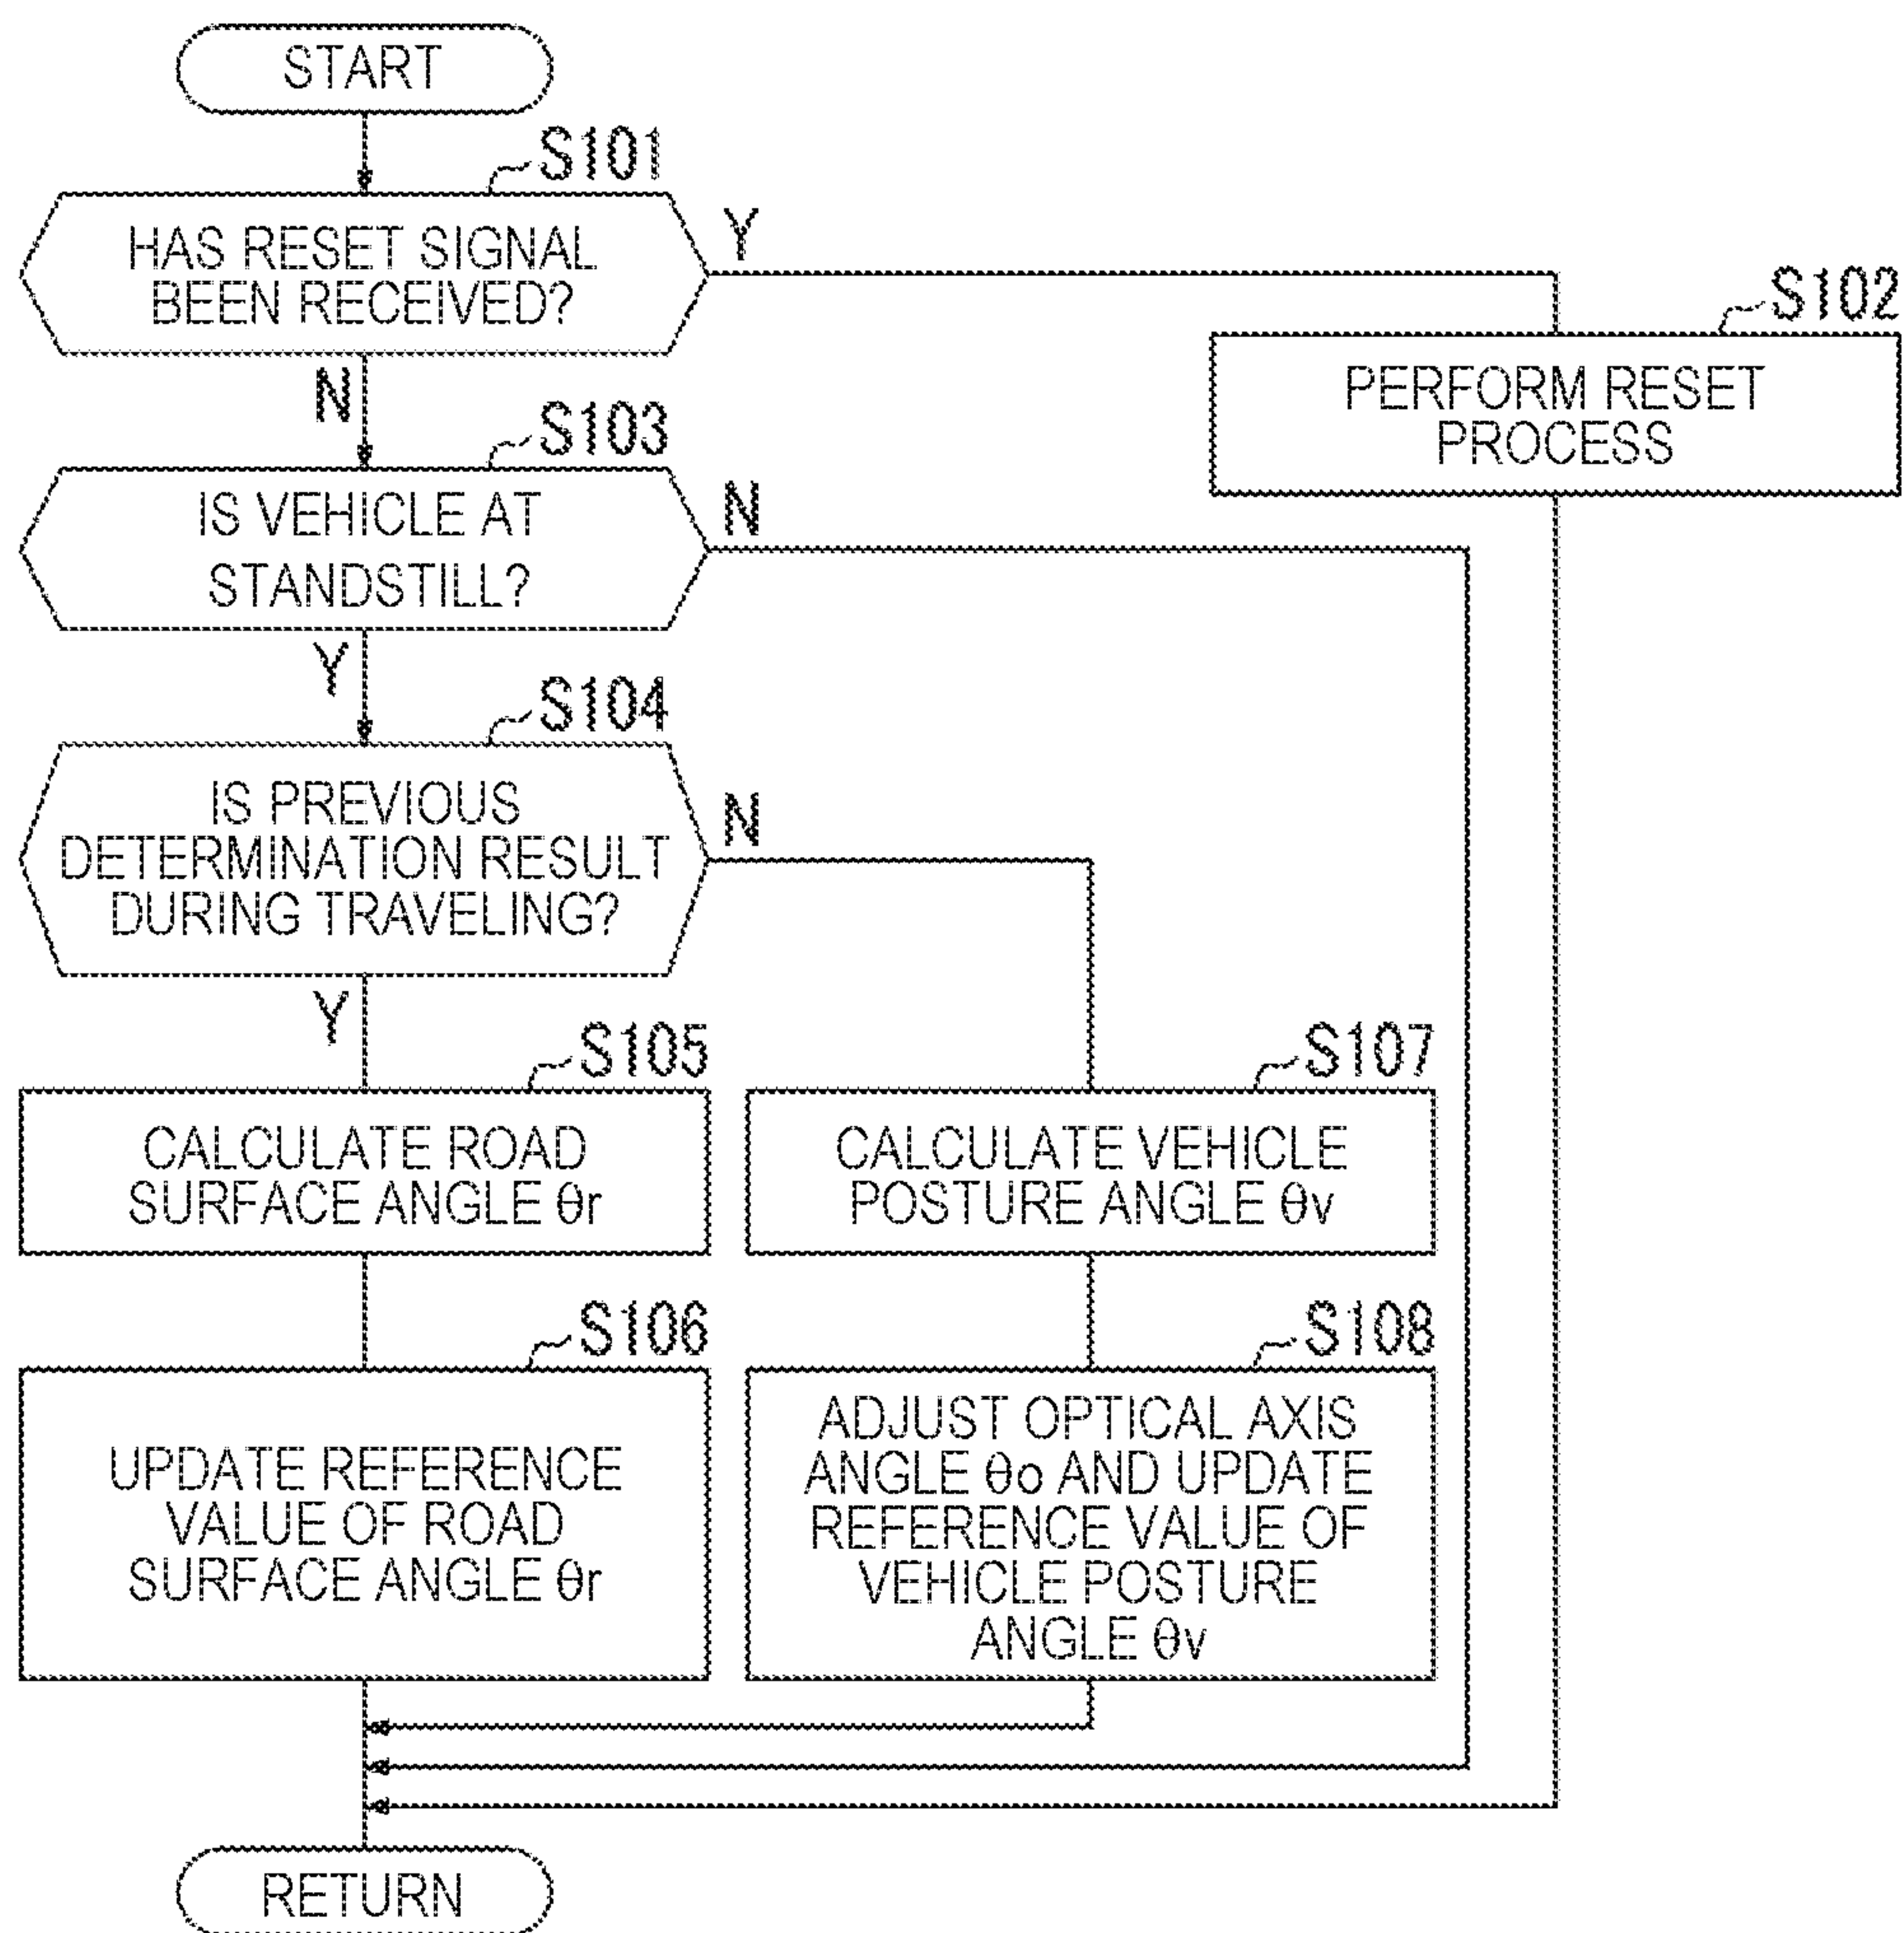 START
S101
HAS RESET SIGNAL
BEEN RECEIVED?
Y
N
S102
PERFORM RESET
PROCESS
S103
IS VEHICLE AT
STANDSTILL?
N
Y
S104
IS PREVIOUS
DETERMINATION RESULT
DURING TRAVELING?
N
Y
S105
CALCULATE ROAD
SURFACE ANGLE θr
S107
CALCULATE VEHICLE
POSTURE ANGLE θv
S106
UPDATE REFERENCE
VALUE OF ROAD
SURFACE ANGLE θr
S108
ADJUST OPTICAL AXIS
ANGLE θo AND UPDATE
REFERENCE VALUE OF
VEHICLE POSTURE
ANGLE θv
RETURN